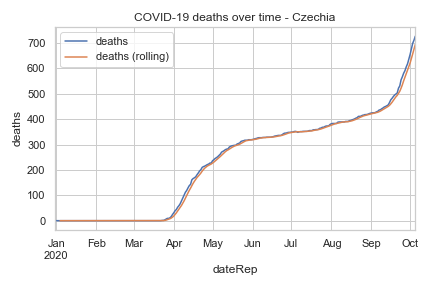 COVID-19 deaths over time - Czechia
deaths
deaths (rolling)
700
600
500
400
300
200
100
0
deaths
Jan Feb Mar Apr May Jun Jul Aug Sep Oct
2020
dateRep